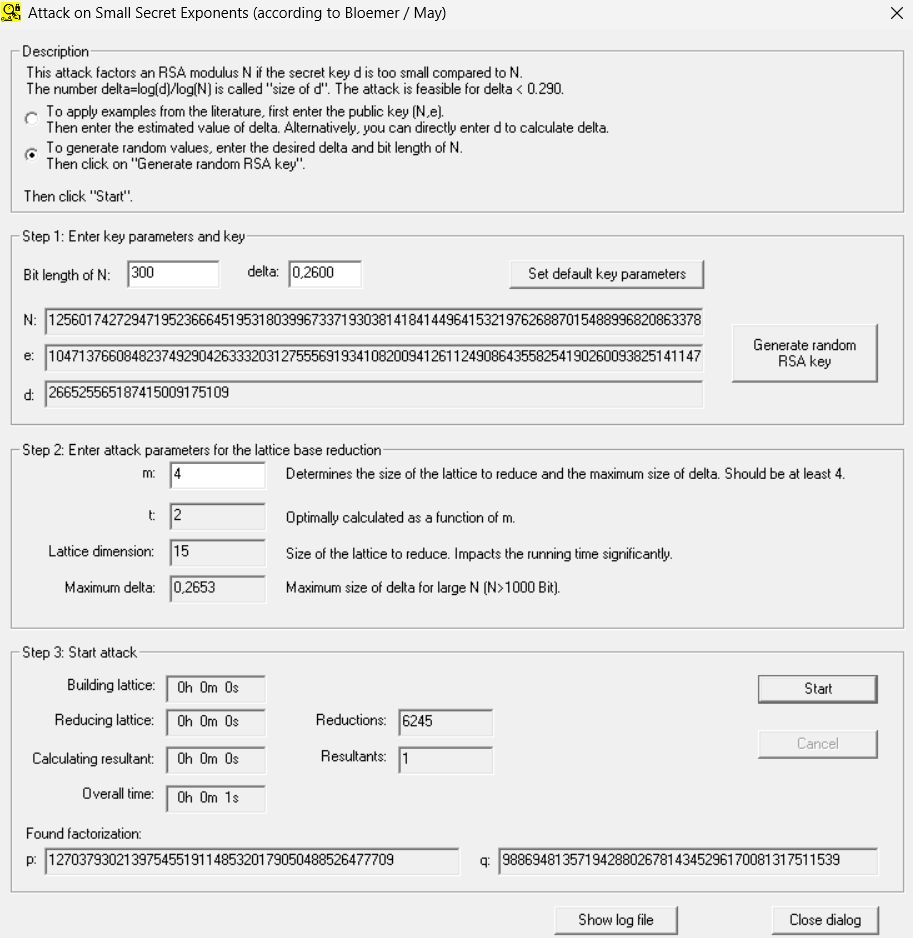 Attack on Small Secret Exponents (according to Bloemer / May)
Description
This attack factors an RSA modulus N if the secret key d is too small compared to N.
The number delta=log(d)/log(N) is called "size of d". The attack is feasible for delta < 0.290.
To apply examples from the literature, first enter the public key (N,e).
Then enter the estimated value of delta. Alternatively, you can directly enter d to calculate delta.
To generate random values, enter the desired delta and bit length of N.
Then click on "Generate random RSA key".
Then click "Start".
Step 1: Enter key parameters and key
Bit length of N: 300 delta: 0,2600 Set default key parameters
N: 125601742729471952366645195318039967337193038141841449641532197626887015488996820863378
e: 1047137660848237492904263332031275556919341082009412611249086435582541902600938251411147
d: 266525565187415009175109
Generate random
RSA key
Step 2: Enter attack parameters for the lattice base reduction
m: 4 Determines the size of the lattice to reduce and the maximum size of delta. Should be at least 4.
t: 2 Optimally calculated as a function of m.
Lattice dimension: 15 Size of the lattice to reduce. Impacts the running time significantly.
Maximum delta: 0,2653 Maximum size of delta for large N (N>1000 Bit).
Step 3: Start attack
Building lattice: 0h 0m 0s Start
Reducing lattice: 0h 0m 0s Reductions: 6245
Cancel
Calculating resultant: 0h 0m 0s Resultants: 1
Overall time: 0h 0m 1s
Found factorization:
p: 1270379302139754551911485320179050488526477709 q: 988694813571942880267814345296170081317511539
Show log file Close dialog